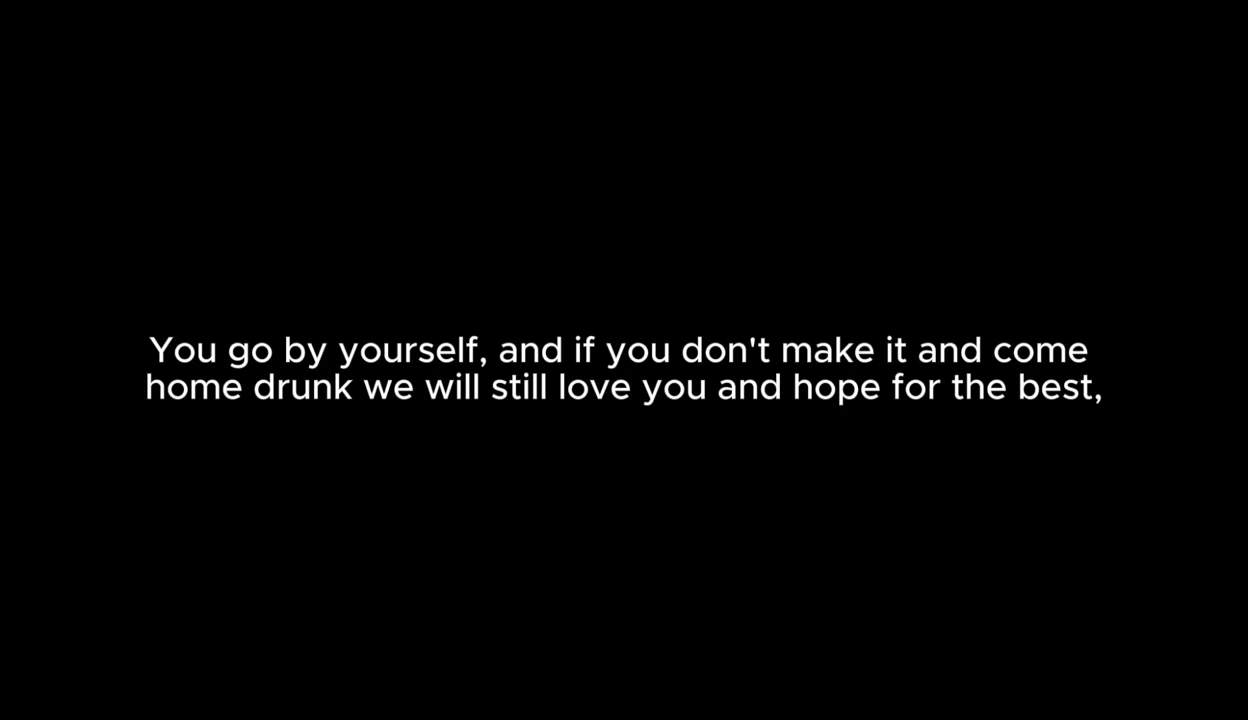 You go by yourself, and if you don't make it and come
home drunk we will still love you and hope for the best,